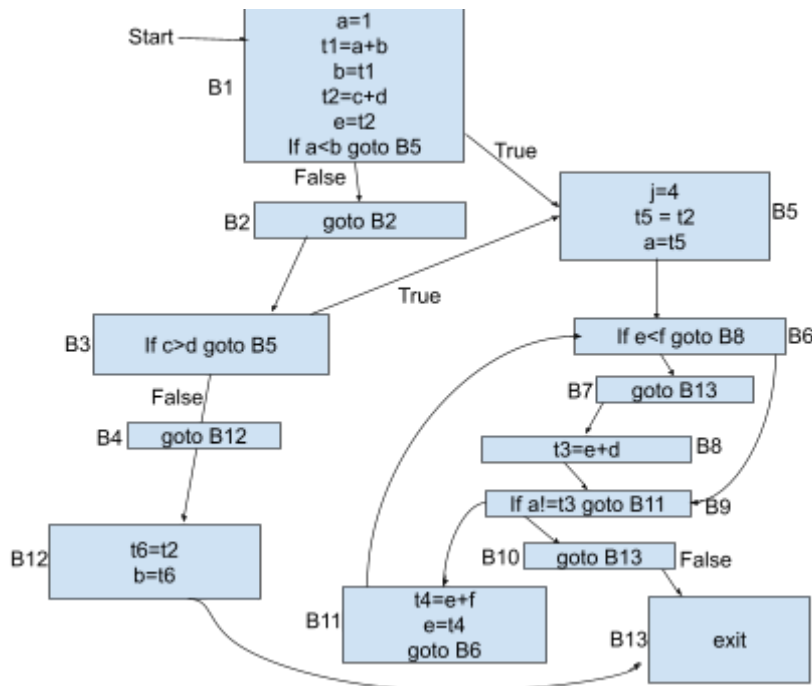 Start
B1
a=1
t1=a+b
b=t1
t2=c+d
e=t2
If a<b goto B5
True
False
B2
goto B2
j=4
t5 = t2
a=t5
B5
True
B3
If c>d goto B5
False
If e<f goto B8
B6
B7
goto B13
B4
goto B12
t3=e+d
B8
If a!=t3 goto B11
B9
B12
t6=t2
b=t6
B10
goto B13
False
B11
t4=e+f
e=t4
goto B6
B13
exit